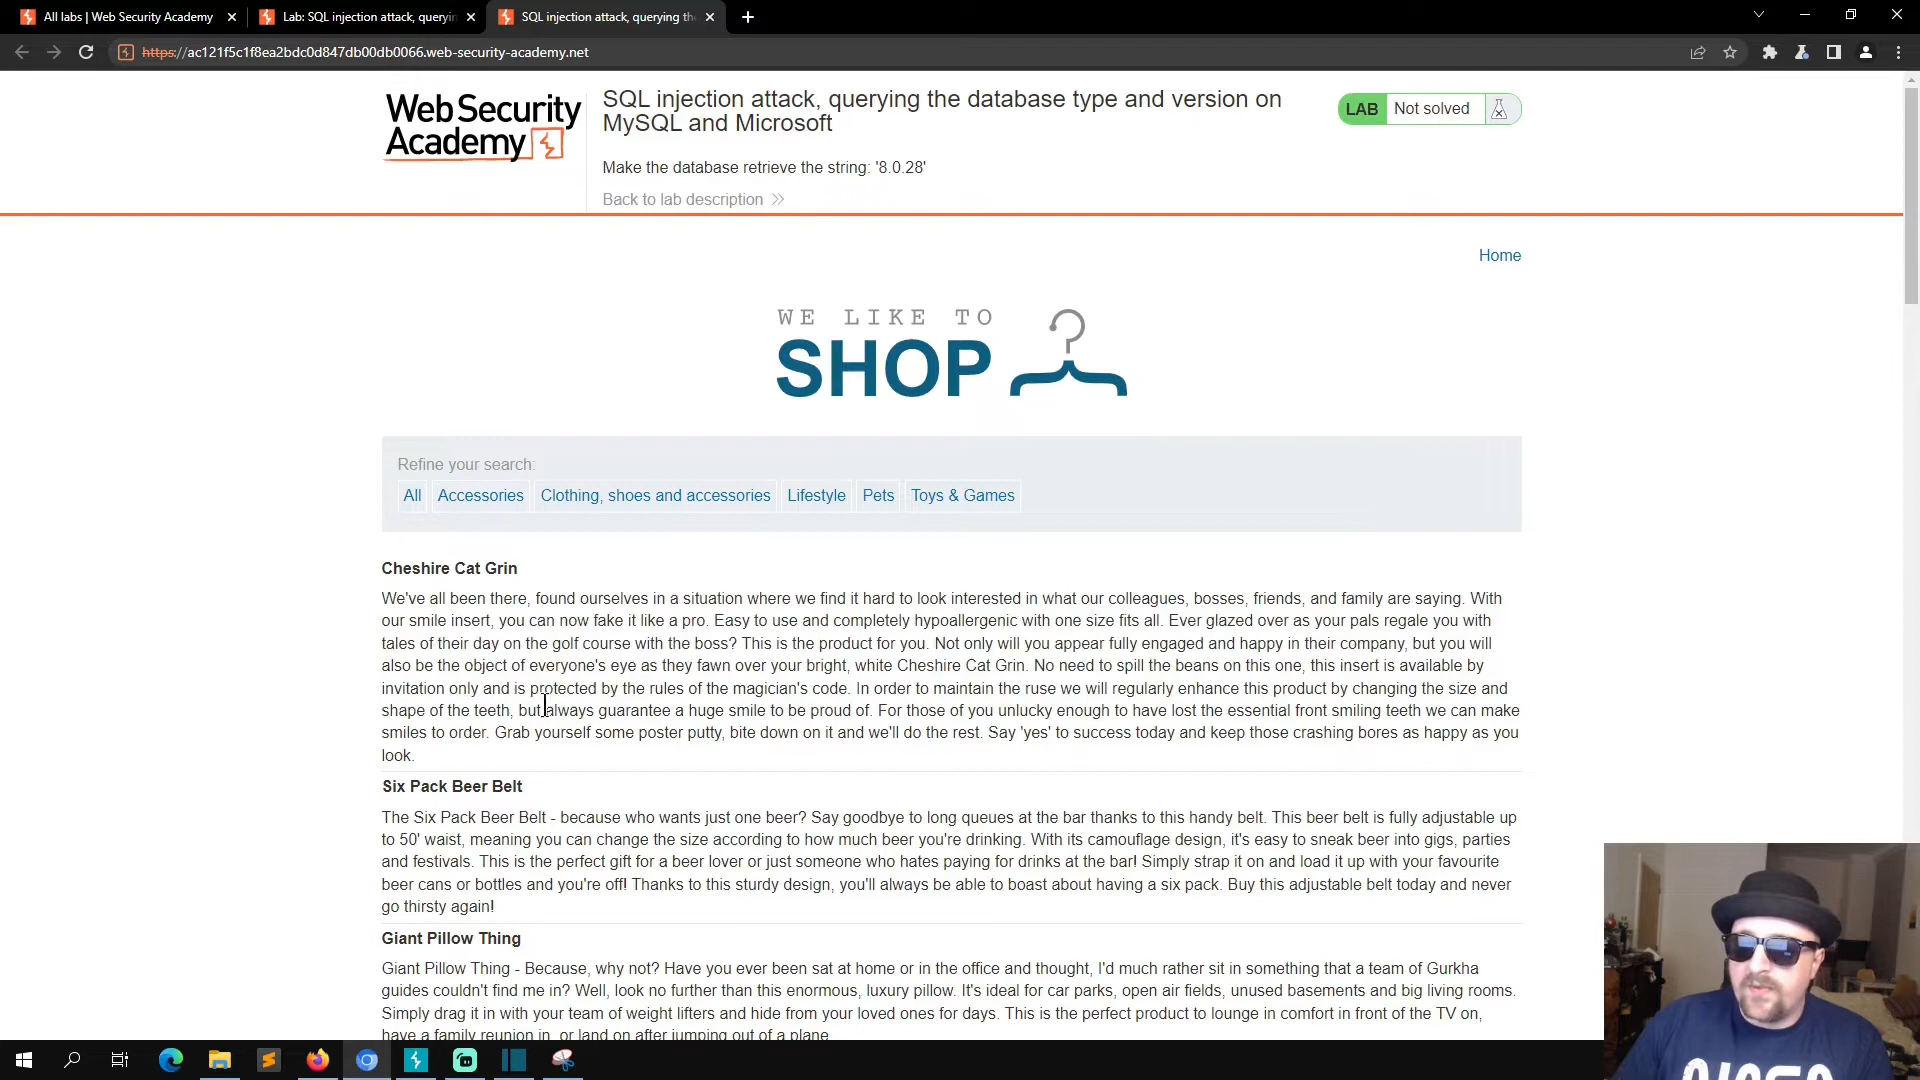 All labs | Web Security Academy
Lab: SQL injection attack, queryin
SQL injection attack, querying the
https://ac121f5c1f8ea2bdc0d847db00db0066.web-security-academy.net
Web Security
Academy
SQL injection attack, querying the database type and version on
MySQL and Microsoft
LAB Not solved
Make the database retrieve the string: '8.0.28'
Back to lab description
Home
WE LIKE TO
SHOP
Refine your search:
All Accessories Clothing, shoes and accessories Lifestyle Pets Toys & Games
Cheshire Cat Grin
We've all been there, found ourselves in a situation where we find it hard to look interested in what our colleagues, bosses, friends, and family are saying. With
our smile insert, you can now fake it like a pro. Easy to use and completely hypoallergenic with one size fits all. Ever glazed over as your pals regale you with
tales of their day on the golf course with the boss? This is the product for you. Not only will you appear fully engaged and happy in their company, but you will
also be the object of everyone's eye as they fawn over your bright, white Cheshire Cat Grin. No need to spill the beans on this one, this insert is available by
invitation only and is protected by the rules of the magician's code. In order to maintain the ruse we will regularly enhance this product by changing the size and
shape of the teeth, but always guarantee a huge smile to be proud of. For those of you unlucky enough to have lost the essential front smiling teeth we can make
smiles to order. Grab yourself some poster putty, bite down on it and we'll do the rest. Say 'yes' to success today and keep those crashing bores as happy as you
look.
Six Pack Beer Belt
The Six Pack Beer Belt - because who wants just one beer? Say goodbye to long queues at the bar thanks to this handy belt. This beer belt is fully adjustable up
to 50' waist, meaning you can change the size according to how much beer you're drinking. With its camouflage design, it's easy to sneak beer into gigs, parties
and festivals. This is the perfect gift for a beer lover or just someone who hates paying for drinks at the bar! Simply strap it on and load it up with your favourite
beer cans or bottles and you're off! Thanks to this sturdy design, you'll always be able to boast about having a six pack. Buy this adjustable belt today and never
go thirsty again!
Giant Pillow Thing
Giant Pillow Thing - Because, why not? Have you ever been sat at home or in the office and thought, I'd much rather sit in something that a team of Gurkha
guides couldn't find me in? Well, look no further than this enormous, luxury pillow. It's ideal for car parks, open air fields, unused basements and big living rooms.
Simply drag it in with your team of weight lifters and hide from your loved ones for days. This is the perfect product to lounge in comfort in front of the TV on,
have a family reunion in, or land on after jumping out of a plane